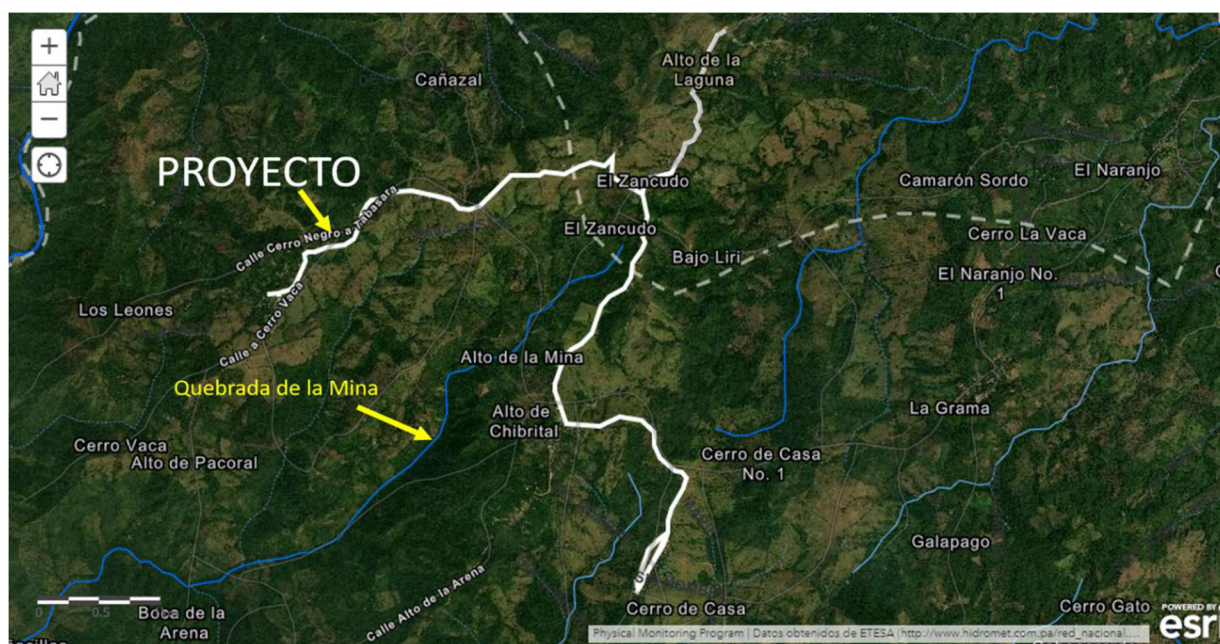 +
Alto de la
Laguna
Cañazal
−
PROYECTO
El Zancudo
El Naranjo
Camarón Sordo
Calle Cerro Negro a Tabasara
El Zancudo
Cerro La Vaca
Bajo Liri
El Naranjo No.
1
Los Leones
Calle a Cerro Vaca
Alto de la Mina
Quebrada de la Mina
La Grama
Alto de
Chibrital
Cerro Vaca
Alto de Pacoral
Cerro de Casa
No. 1
Galapago
Calle Alto de la Arena
0 0.5
Boca de la
Arena
Cerro de Casa
Cerro Gato
POWERED BY
esr
Physical Monitoring Program | Datos obtenidos de ETESA (http://www.hidromet.com.pa/red_nacional....